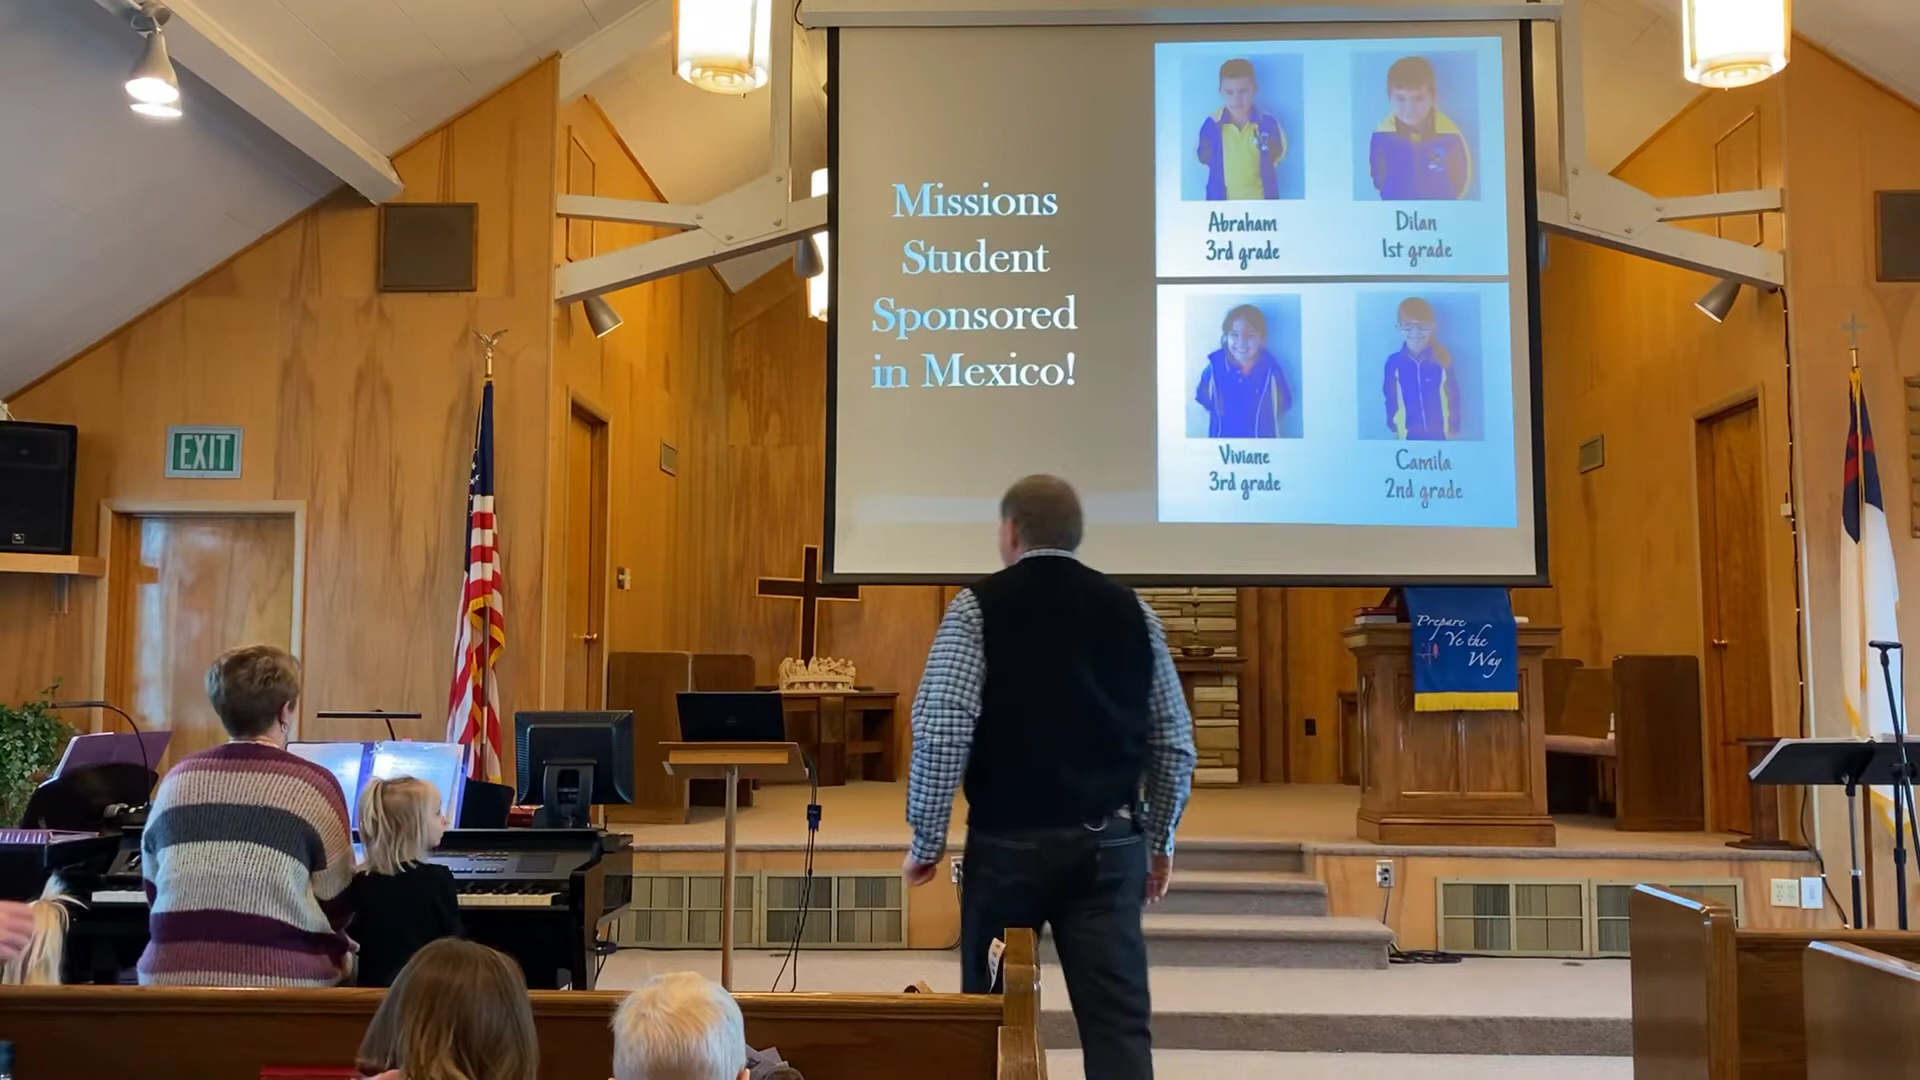 Missions
Student
Sponsored
in Mexico!
Abraham
3rd grade
Dilan
1st grade
Viviane
3rd grade
Camila
2nd grade
EXIT
Prepare
Ye the
Way